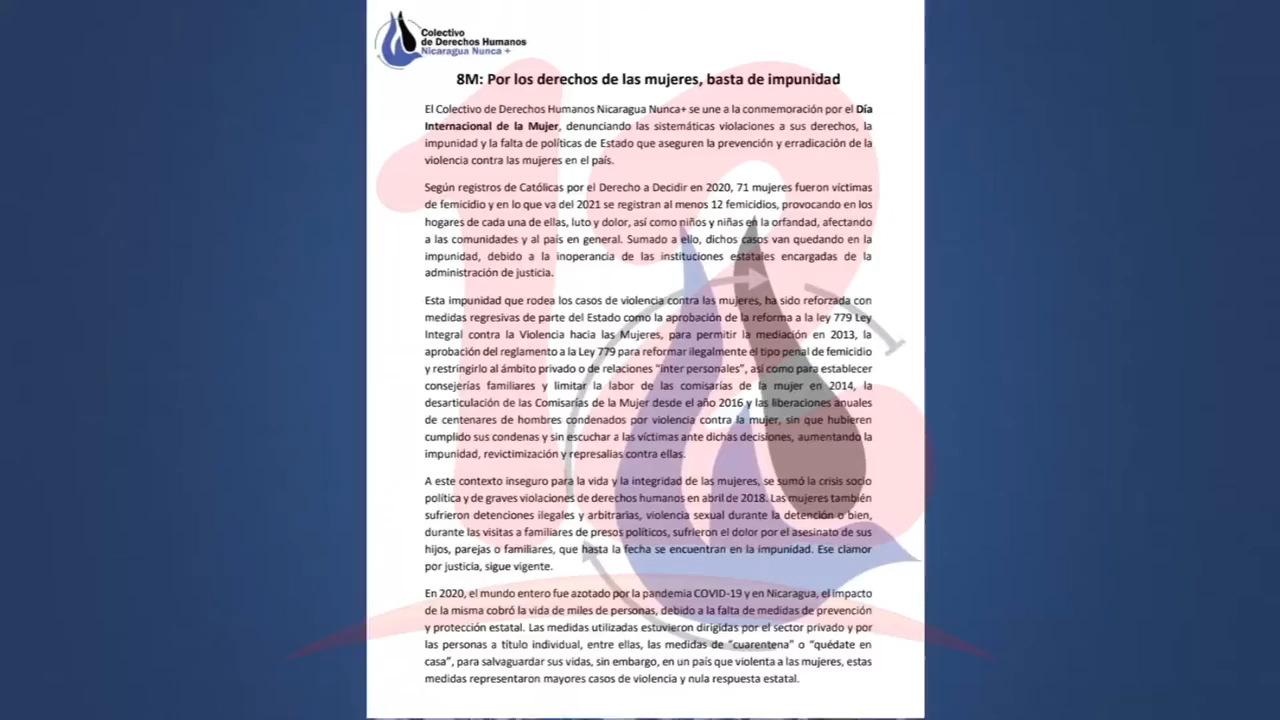 Colectivo
de Derechos Humanos
Nicaragua Nunca +
8M: Por los derechos de las mujeres, basta de impunidad
El Colectivo de Derechos Humanos Nicaragua Nunca+ se une a la conmemoración por el Día
Internacional de la Mujer, denunciando las sistemáticas violaciones a sus derechos, la
impunidad y la falta de políticas de Estado que aseguren la prevención y erradicación de la
violencia contra las mujeres en el país.
Según registros de Católicas por el Derecho a Decidir en 2020, 71 mujeres fueron víctimas
de femicidio y en lo que va del 2021 se registran al menos 12 femicidios, provocando en los
hogares de cada una de ellas, luto y dolor, así como niños y niñas en la orfandad, afectando
a las comunidades y al país en general. Sumado a ello, dichos casos van quedando en la
impunidad, debido a la inoperancia de las instituciones estatales encargadas de la
administración de justicia.
Esta impunidad que rodea los casos de violencia contra las mujeres, ha sido reforzada con
medidas regresivas de parte del Estado como la aprobación de la reforma a la ley 779 Ley
Integral contra la Violencia hacia las Mujeres, para permitir la mediación en 2013, la
aprobación del reglamento a la Ley 779 para reformar ilegalmente el tipo penal de femicidio
y restringirlo al ámbito privado o de relaciones "inter personales", así como para establecer
consejerías familiares y limitar la labor de las comisarías de la mujer en 2014, la
desarticulación de las Comisarías de la Mujer desde el año 2016 y las liberaciones anuales
de centenares de hombres condenados por violencia contra la mujer, sin que hubieren
cumplido sus condenas y sin escuchar a las víctimas ante dichas decisiones, aumentando la
impunidad, revictimización y represalias contra ellas.
A este contexto inseguro para la vida y la integridad de las mujeres, se sumó la crisis socio
política y de graves violaciones de derechos humanos en abril de 2018. Las mujeres también
sufrieron detenciones ilegales y arbitrarias, violencia sexual durante la detención o bien,
durante las visitas a familiares de presos políticos, sufrieron el dolor por el asesinato de sus
hijos, parejas o familiares, que hasta la fecha se encuentran en la impunidad. Ese clamor
por justicia, sigue vigente.
En 2020, el mundo entero fue azotado por la pandemia COVID-19 y en Nicaragua, el impacto
de la misma cobró la vida de miles de personas, debido a la falta de medidas de prevención
y protección estatal. Las medidas utilizadas estuvieron dirigidas por el sector privado y por
las personas a título individual, entre ellas, las medidas de "cuarentena" o "quédate en
casa", para salvaguardar sus vidas, sin embargo, en un país que violenta a las mujeres, estas
medidas representaron mayores casos de violencia y nula respuesta estatal.